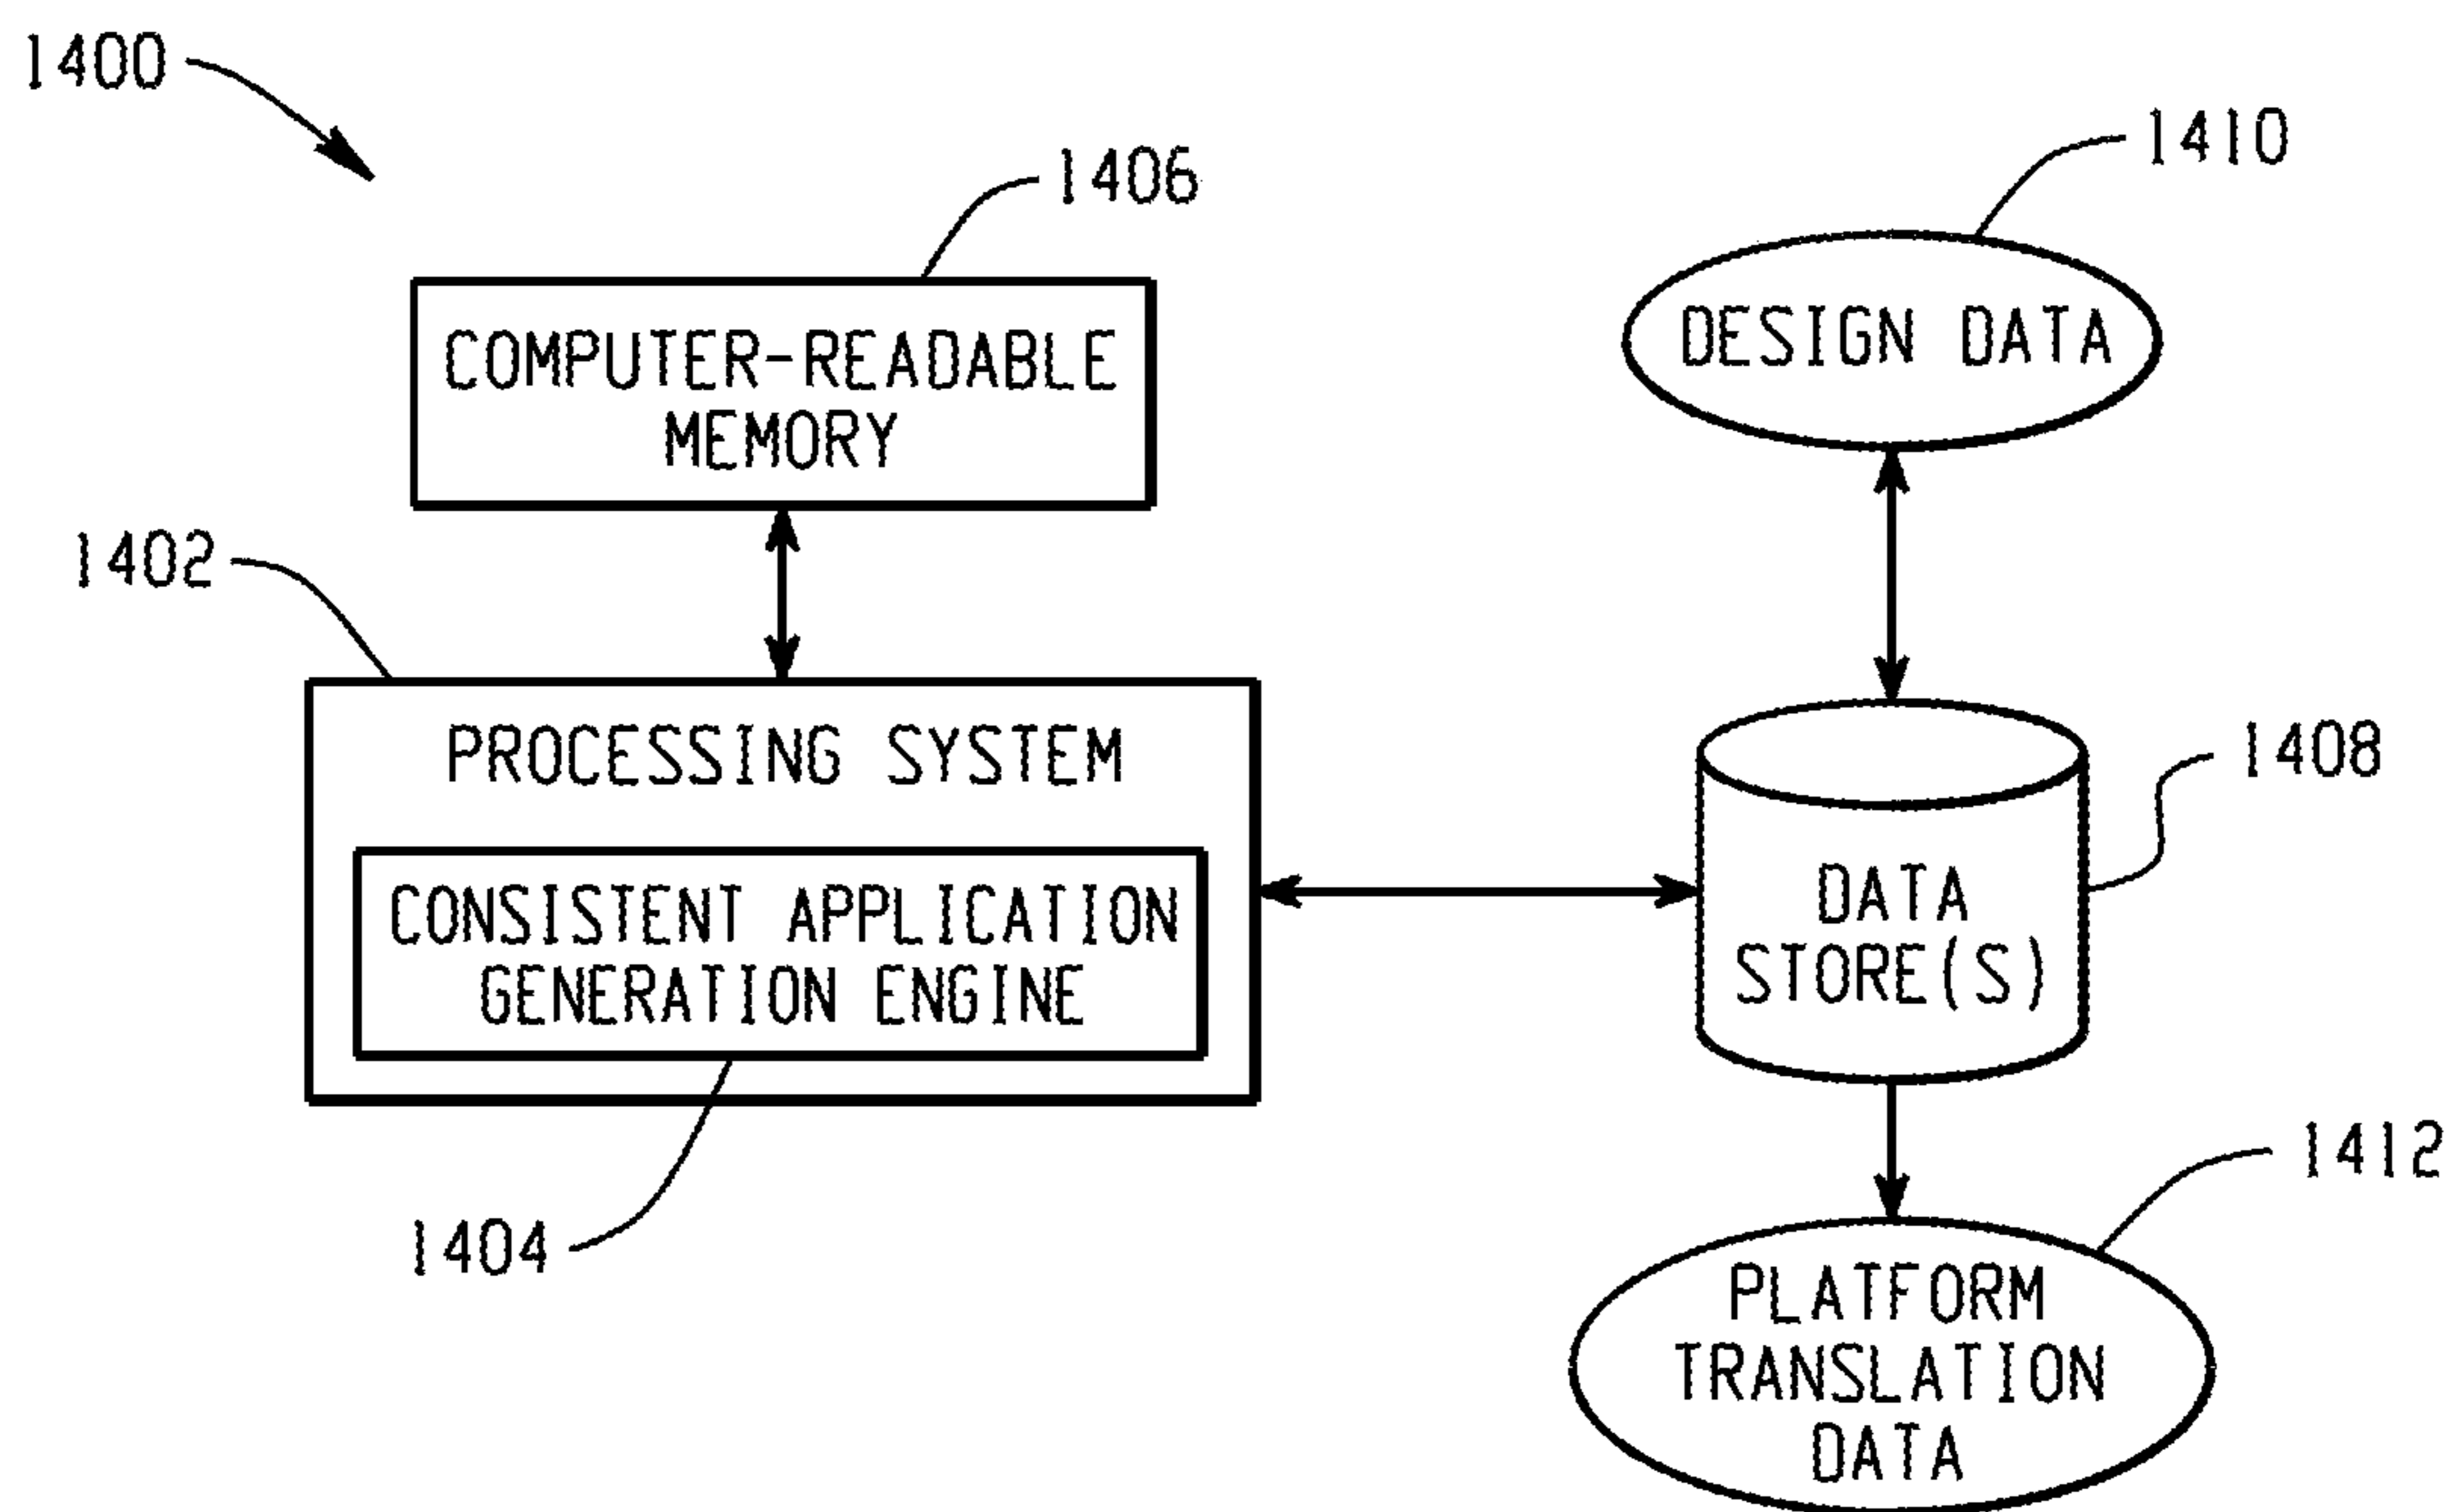 1400
1406
1410
COMPUTER-READABLE
MEMORY
DESIGN DATA
1402
PROCESSING SYSTEM
1408
CONSISTENT APPLICATION
GENERATION ENGINE
DATA
STORE(S)
1404
1412
PLATFORM
TRANSLATION
DATA